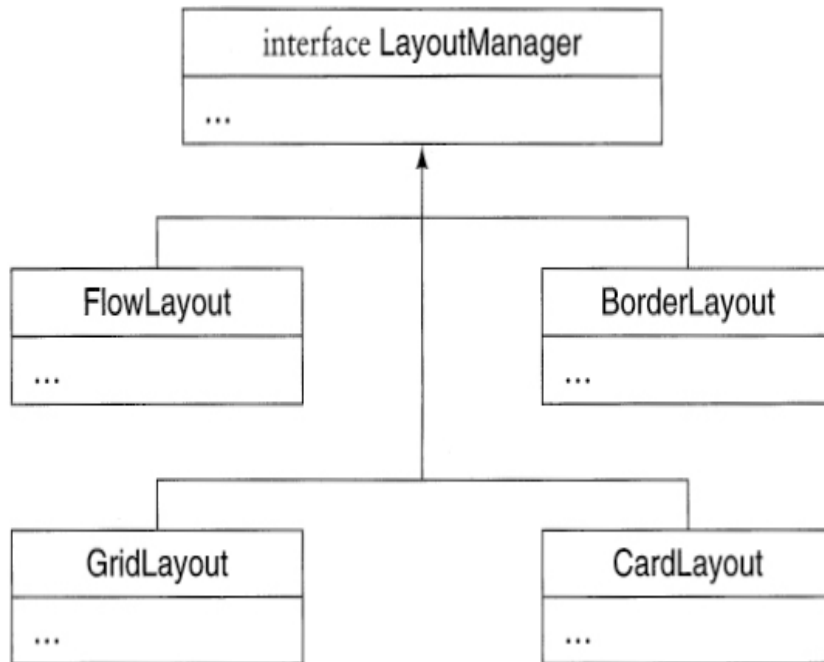 interface LayoutManager
...
FlowLayout
...
BorderLayout
...
GridLayout
...
CardLayout
...